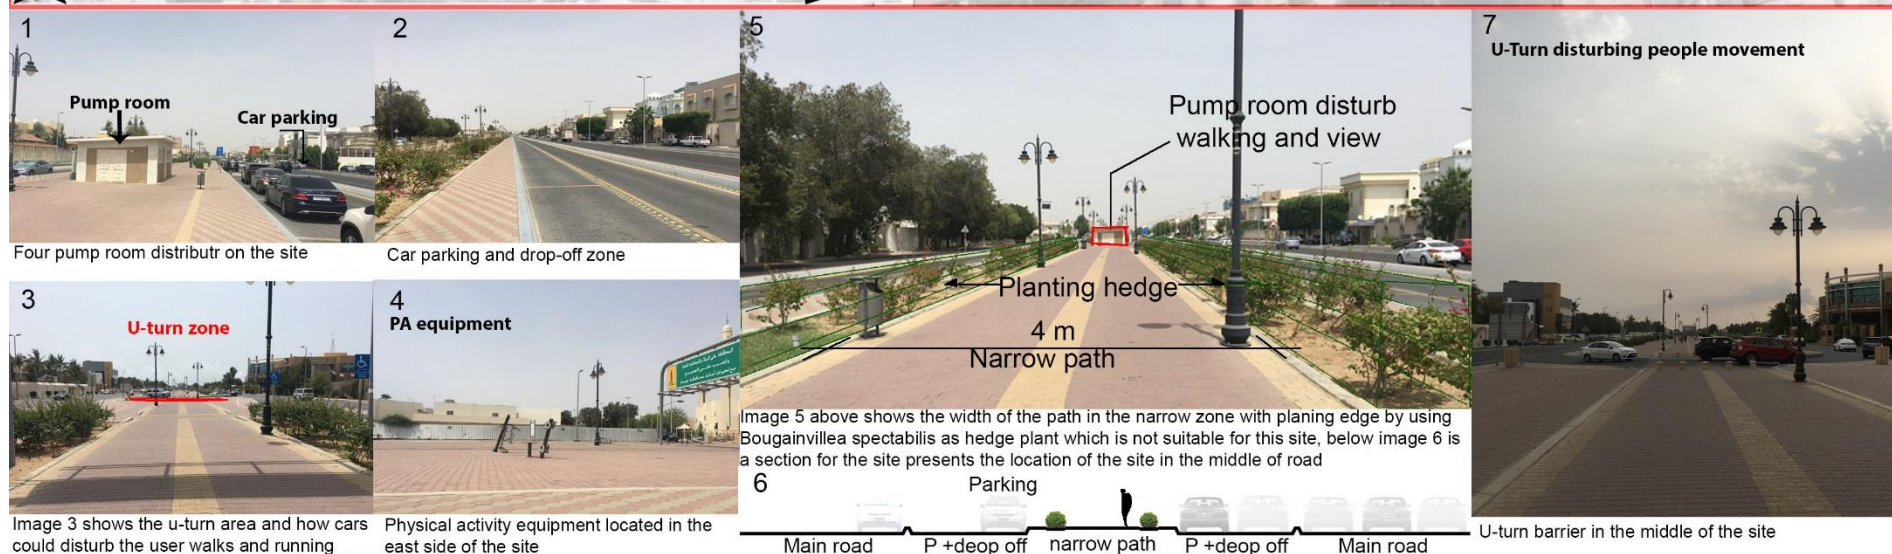 1
Pump room
Car parking
Four pump room distributr on the site
2
Car parking and drop-off zone
3
U-turn zone
Image 3 shows the u-turn area and how cars
could disturb the user walks and running
4
PA equipment
Physical activity equipment located in the
east side of the site
5
Pump room disturb
walking and view
Planting hedge
4 m
Narrow path
Image 5 above shows the width of the path in the narrow zone with planing edge by using
Bougainvillea spectabilis as hedge plant which is not suitable for this site, below image 6 is
a section for the site presents the location of the site in the middle of road
6
Parking
Main road
P +deop off
narrow path
P +deop off
Main road
7
U-Turn disturbing people movement
U-turn barrier in the middle of the site